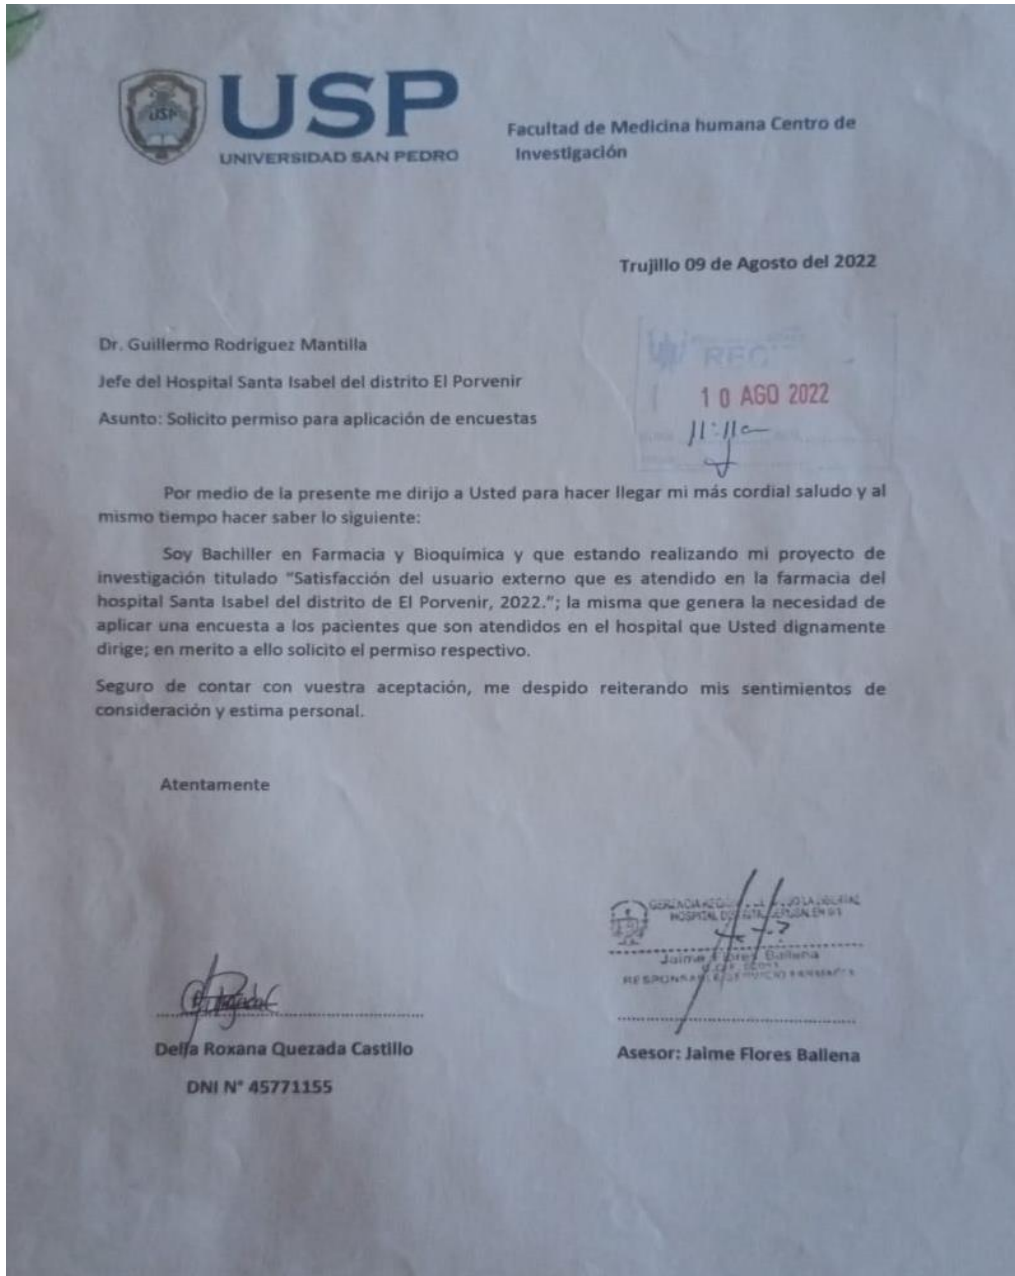 USP
USP
UNIVERSIDAD SAN PEDRO
Facultad de Medicina humana Centro de
Investigación
Trujillo 09 de Agosto del 2022
Dr. Guillermo Rodriguez Mantilla
Jefe del Hospital Santa Isabel del distrito El Porvenir
Asunto: Solicito permiso para aplicación de encuestas
10 AGO 2022
Por medio de la presente me dirijo a Usted para hacer llegar mi más cordial saludo y al
mismo tiempo hacer saber lo siguiente:
Soy Bachiller en Farmacia y Bioquímica y que estando realizando mi proyecto de
investigación titulado “Satisfacción del usuario externo que es atendido en la farmacia del
hospital Santa Isabel del distrito de El Porvenir, 2022.”; la misma que genera la necesidad de
aplicar una encuesta a los pacientes que son atendidos en el hospital que Usted dignamente
dirige; en merito a ello solicito el permiso respectivo.
Seguro de contar con vuestra aceptación, me despido reiterando mis sentimientos de
consideración y estima personal.
Atentamente
HOSPITAL
Jaime Flores Ballena
Delfa Roxana Quezada Castillo
DNI N° 45771155
Asesor: Jaime Flores Ballena